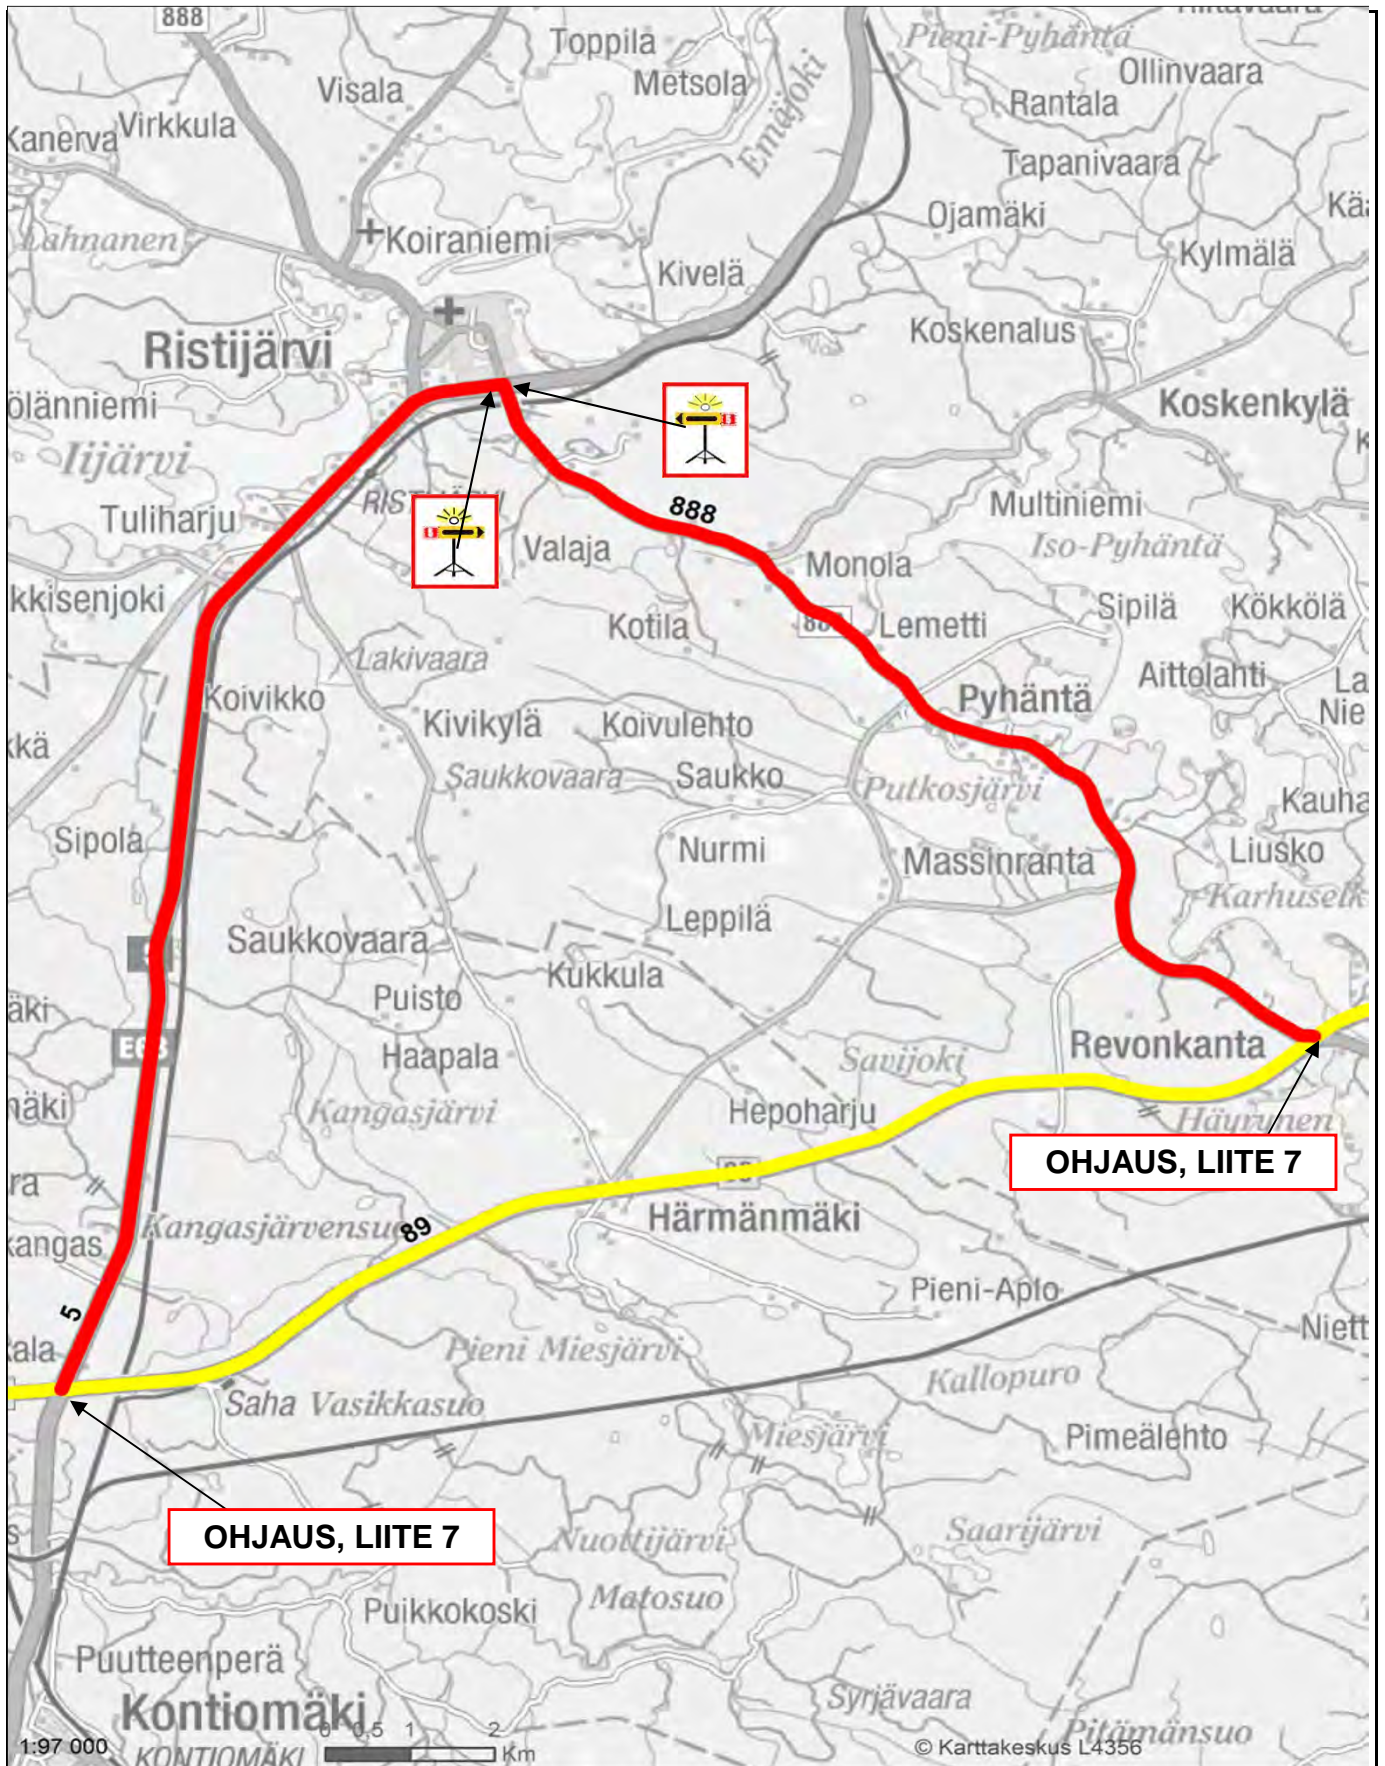 888
Toppila
Pieni-Pyhäntä
Ollinvaara
Metsola
Visala
Rantala
Emäjoki
Kanerva
Virkkula
Tapanivaara
Ojamäki
Lahnanen
Koiraniemi
Kylmälä
Kivelä
Koskenalus
Ristijärvi
ölänniemi
Koskenkylä
Iijärvi
Multiniemi
888
Tuliharju
Valaja
Iso-Pyhäntä
Monola
kkisenjoki
Sipilä
Kökkölä
Kotila
Lemetti
Lakivaara
Aittolahti
La
Koivikko
Pyhäntä
Nie
Kivikylä
Koivulehto
kkä
Saukkovaara
Saukko
Putkosjärvi
Kauha
Sipola
Nurmi
Massinranta
Liusko
Karhuselk
Leppilä
Saukkovaara
Kukkula
Puisto
äki
Revonkanta
Haapala
Savijoki
Kangasjärvi
Hepoharju
Häyrynen
OHJAUS, LIITE 7
Härmänmäki
89
kangas
Pieni-Aplo
5
Niett
Pieni Miesjärvi
Kallopuro
Saha
Vasikkasuo
Miesjärvi
Pimeälehto
OHJAUS, LIITE 7
Nuottijärvi
Saarijärvi
Matosuo
Puikkokoski
Puutteenperä
Syrjävaara
Kontiomäki
Pitämänsuo
0 0,5 1 2
Km
1:97 000
KONTIOMÄKI
© Karttakeskus L4356